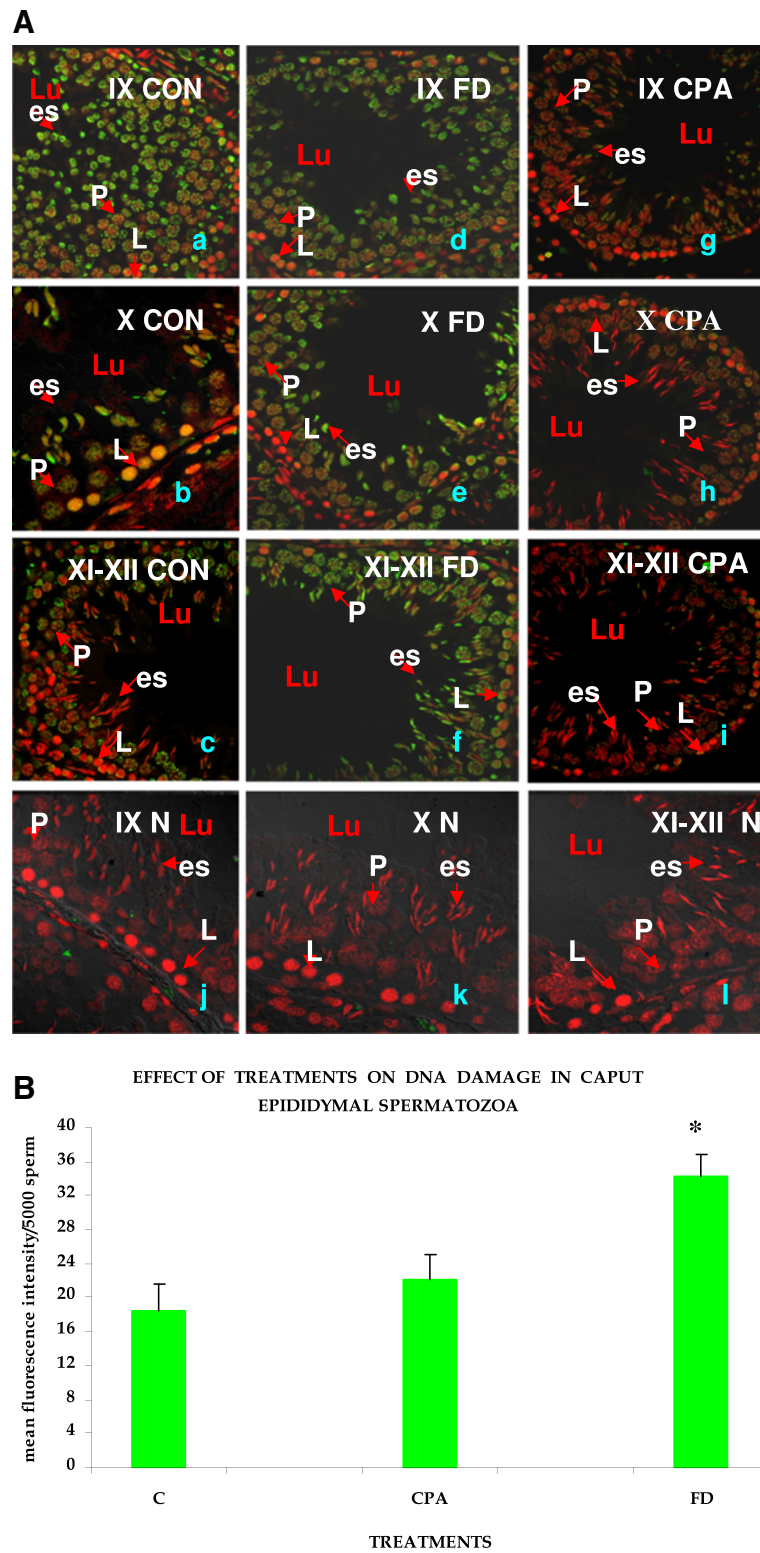 A
IX CON
Lu
es
P
L
a
IX FD
Lu
es
P
L
d
IX CPA
P
Lu
es
L
g
X CON
Lu
es
L
P
b
X FD
P
Lu
L
es
e
X CPA
L
es
Lu
P
h
XI-XII CON
Lu
P
es
L
c
XI-XII FD
P
es
Lu
L
f
XI-XII CPA
Lu
es
P
L
i
IX N
P
Lu
es
L
j
X N
Lu
P
es
L
k
XI-XII N
Lu
es
P
L
l
B
EFFECT OF TREATMENTS ON DNA DAMAGE IN CAPUT
EPIDIDYMAL SPERMATOZOA
mean fluorescence intensity/5000 sperm
40
36
32
28
24
20
16
12
8
4
0
*
C
CPA
FD
TREATMENTS